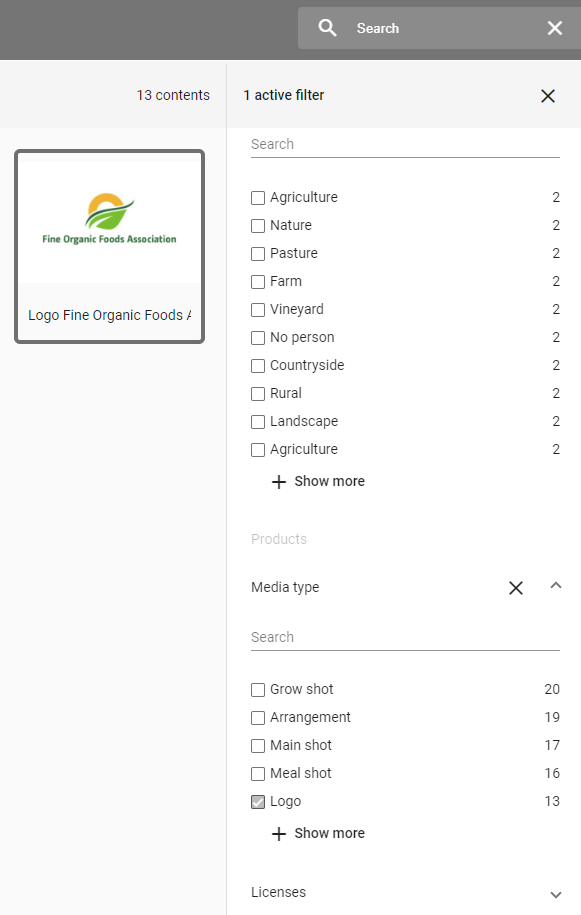 Search
13 contents
1 active filter
Fine Organic Foods Association
Logo Fine Organic Foods
Search
Agriculture 2
Nature 2
Pasture 2
Farm 2
Vineyard 2
No person 2
Countryside 2
Rural 2
Landscape 2
Agriculture 2
Show more
Products
Media type
Search
Grow shot 20
Arrangement 19
Main shot 17
Meal shot 16
Logo 13
Show more
Licenses